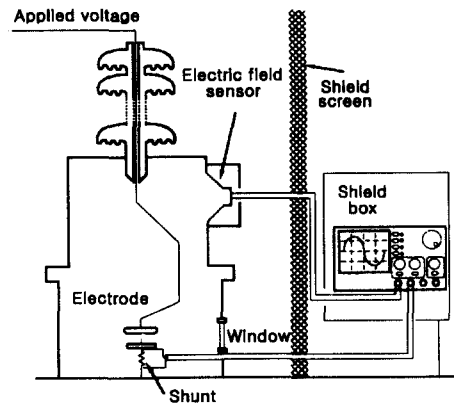 Applied voltage
Electric field
sensor
Shield
screen
Shield
box
Electrode
Window
Shunt